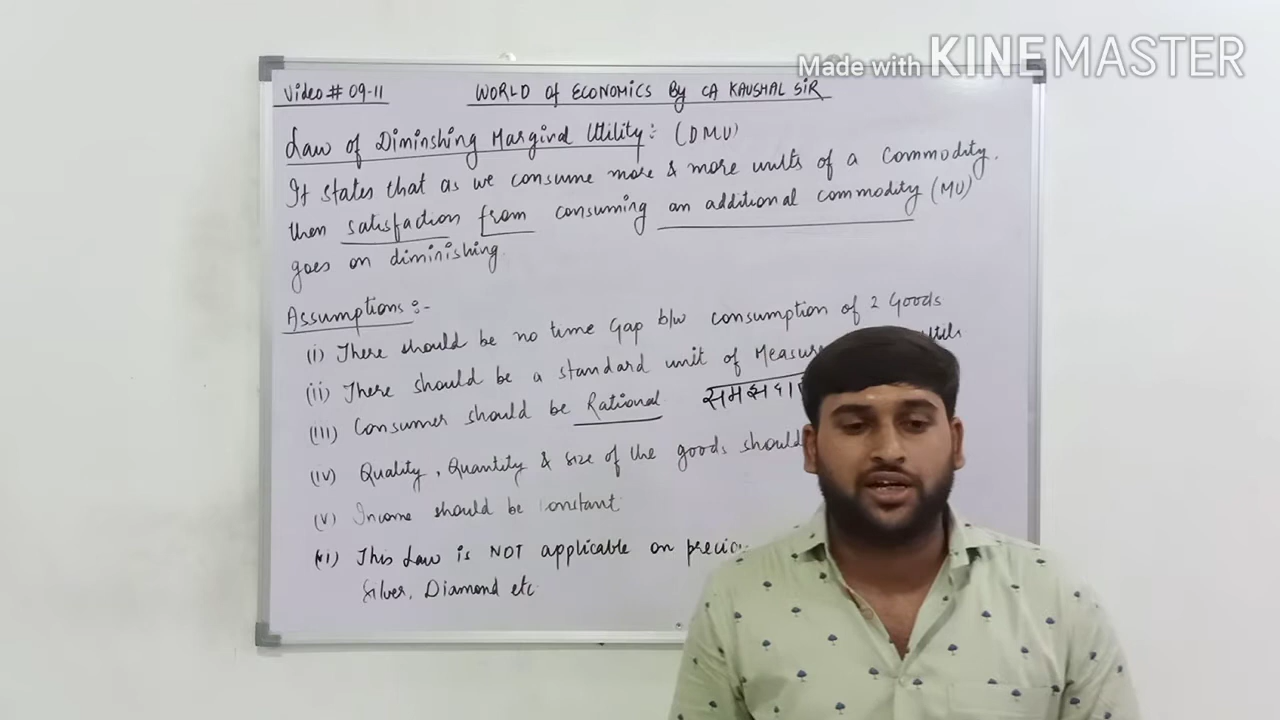 Made with KINEMASTER
Video # 09-11 WORLD of ECONOMICS By CA KAUSHAL SIR
Law of Diminshing Marginal Utility :- (DMU)
It states that as we consume more & more units of a commodity.
then satisfaction from consuming an additional commodity (MU)
goes on diminishing.
Assumptions :-
(i) There should be no time Gap b/w consumption of 2 Goods
(ii) There should be a standard unit of
(iii) Consumer should be Rational
(iv) Quality, Quantity & size of the goods should
(v) Income should be constant
(vi) This Law is NOT applicable on
Silver, Diamond etc.